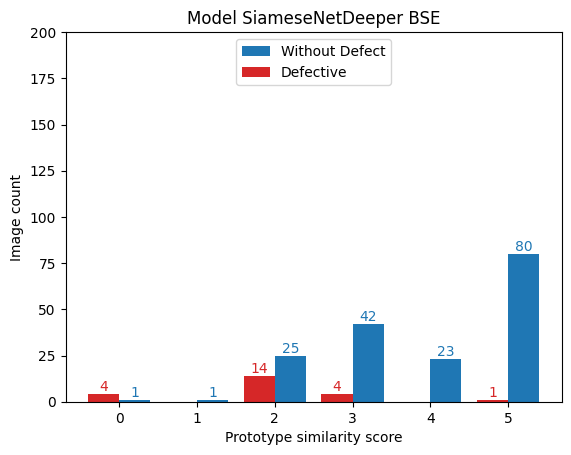 Model SiameseNetDeeper BSE
Without Defect
Defective
Image count
200
175
150
125
100
75
50
25
0
4 1 1 14 25 4 42 23 1 80
0 1 2 3 4 5
Prototype similarity score